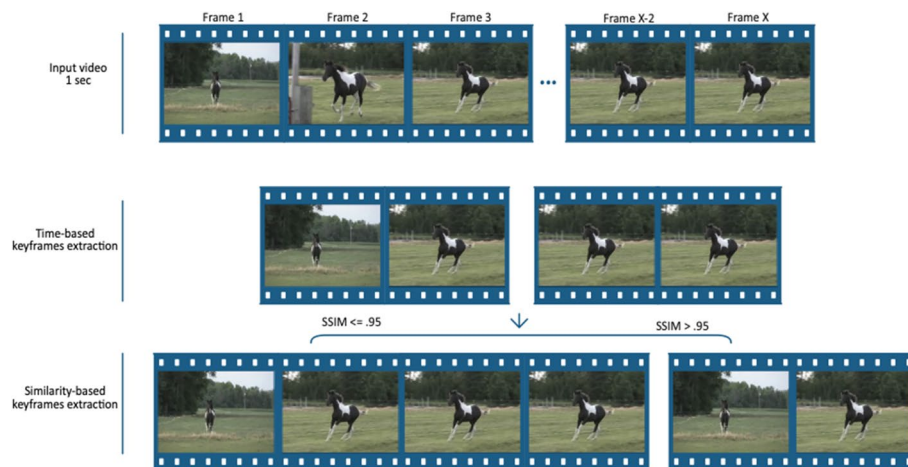 Frame 1
Frame 2
Frame 3
Frame X-2
Frame X
Input video
1 sec
...
Time-based
keyframes extraction
SSIM <= .95
SSIM > .95
Similarity-based
keyframes extraction